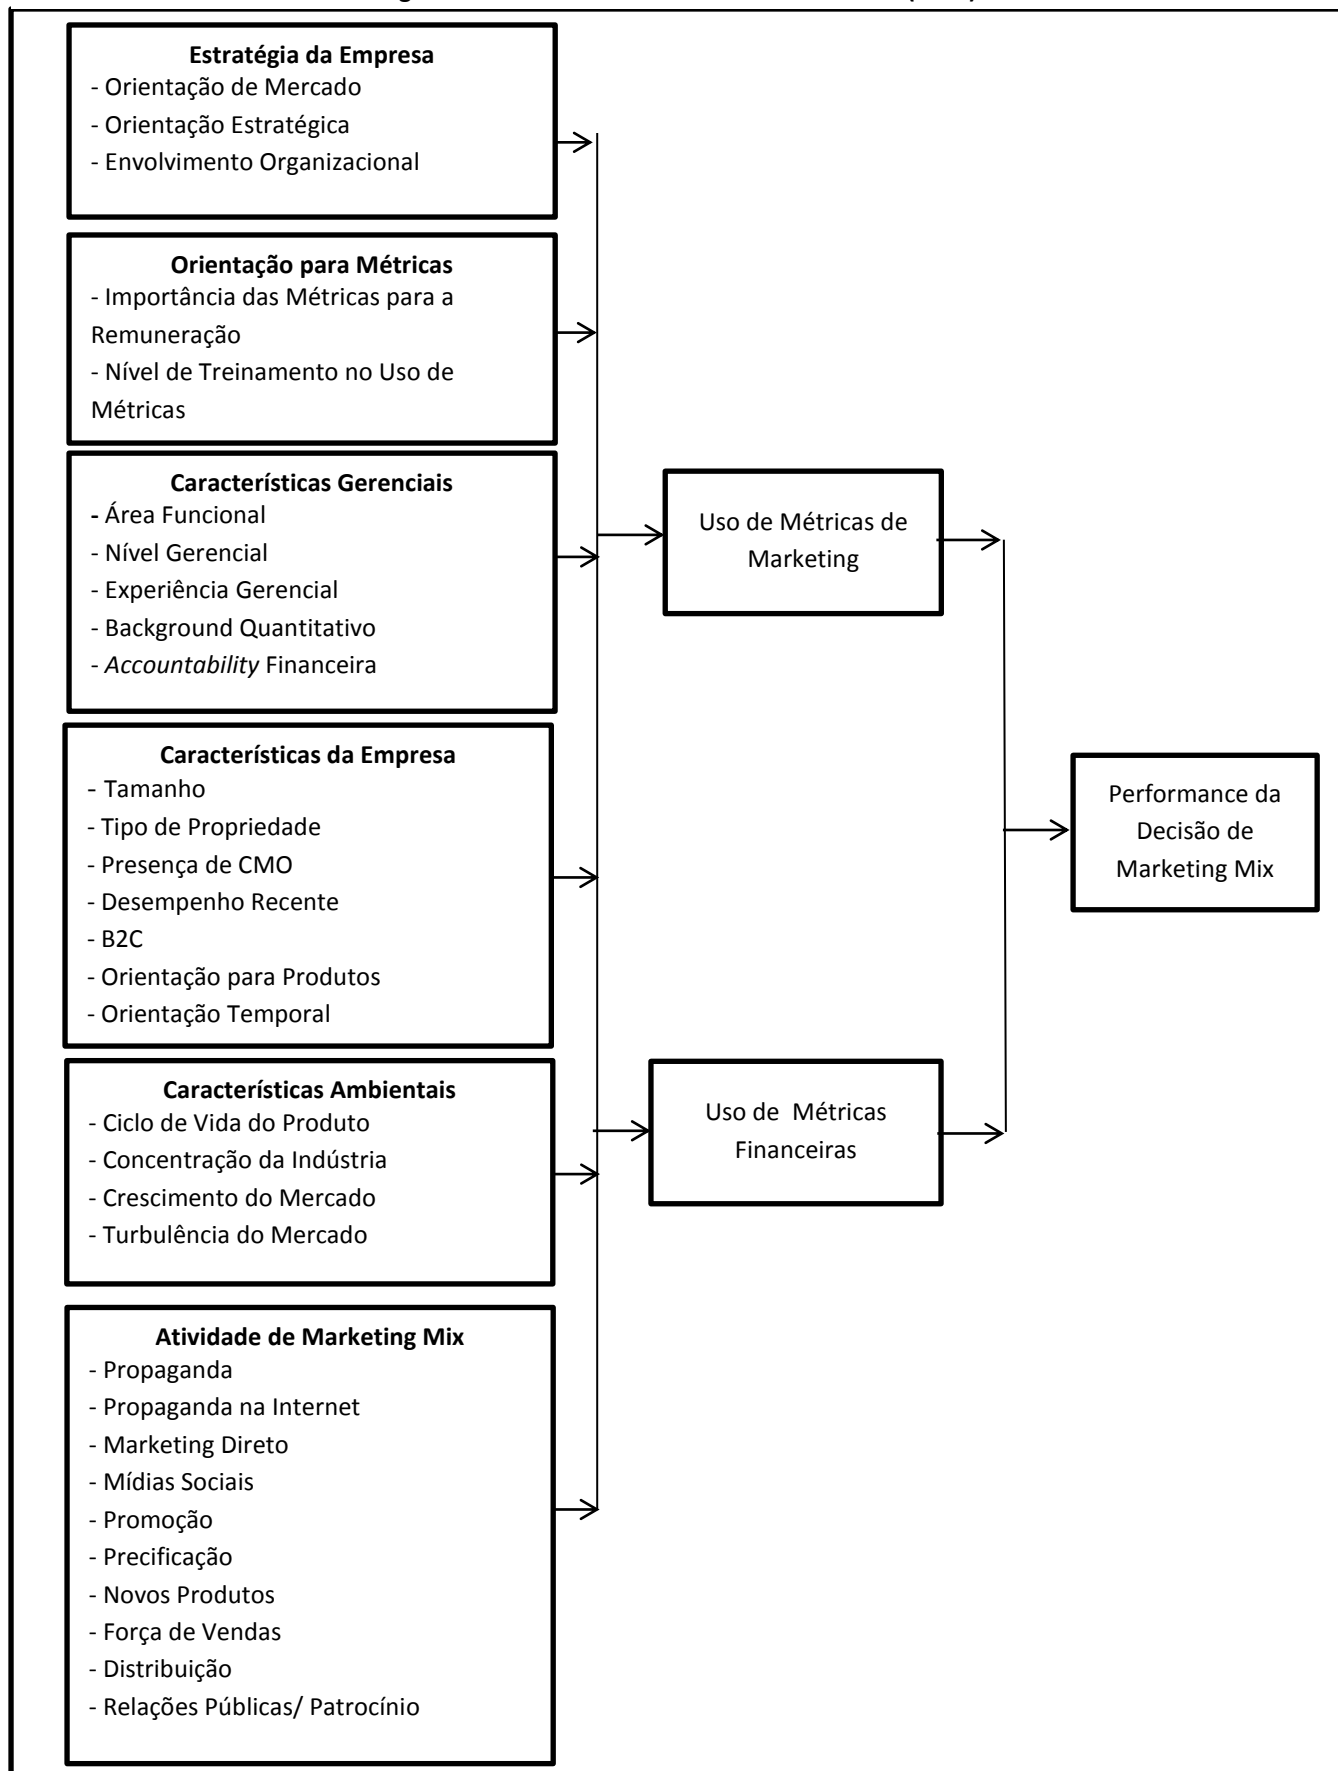 Estratégia da Empresa
- Orientação de Mercado
- Orientação Estratégica
- Envolvimento Organizacional
Orientação para Métricas
- Importância das Métricas para a
Remuneração
- Nível de Treinamento no Uso de
Métricas
Características Gerenciais
- Área Funcional
- Nível Gerencial
- Experiência Gerencial
- Background Quantitativo
- Accountability Financeira
Características da Empresa
- Tamanho
- Tipo de Propriedade
- Presença de CMO
- Desempenho Recente
- B2C
- Orientação para Produtos
- Orientação Temporal
Características Ambientais
- Ciclo de Vida do Produto
- Concentração da Indústria
- Crescimento do Mercado
- Turbulência do Mercado
Atividade de Marketing Mix
- Propaganda
- Propaganda na Internet
- Marketing Direto
- Mídias Sociais
- Promoção
- Precificação
- Novos Produtos
- Força de Vendas
- Distribuição
- Relações Públicas/ Patrocínio
Uso de Métricas de
Marketing
Uso de  Métricas
Financeiras
Performance da
Decisão de
Marketing Mix